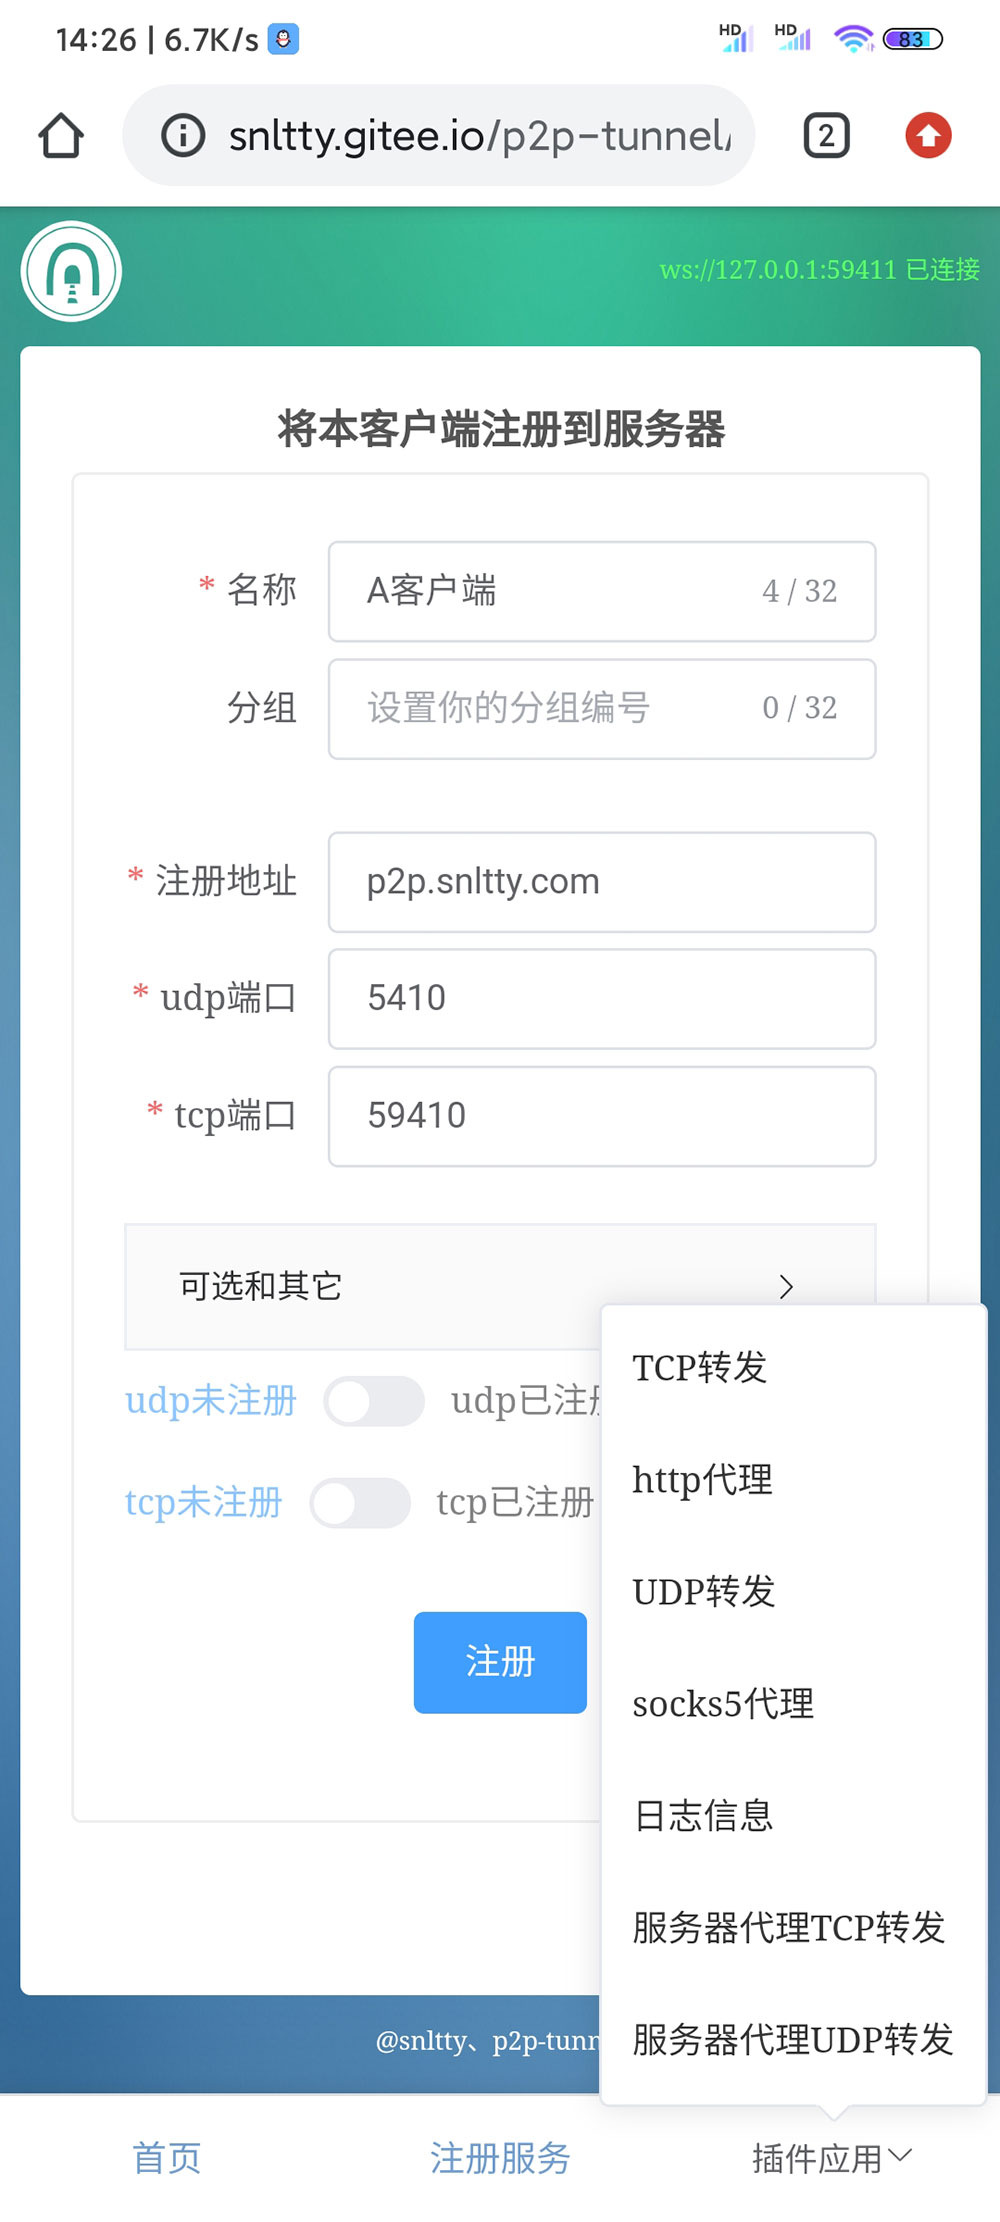 14:26 | 6.7K/s
HD HD 83
snltty.gitee.io/p2p-tunnel/
2
ws://127.0.0.1:59411 已连接
将本客户端注册到服务器
* 名称 A客户端 4 / 32
分组 设置你的分组编号 0 / 32
* 注册地址 p2p.snltty.com
* udp端口 5410
* tcp端口 59410
可选和其它
TCP转发
udp未注册 udp已注册
http代理
tcp未注册 tcp已注册
UDP转发
注册
socks5代理
日志信息
服务器代理TCP转发
服务器代理UDP转发
@snltty、p2p-tunn
首页 注册服务 插件应用